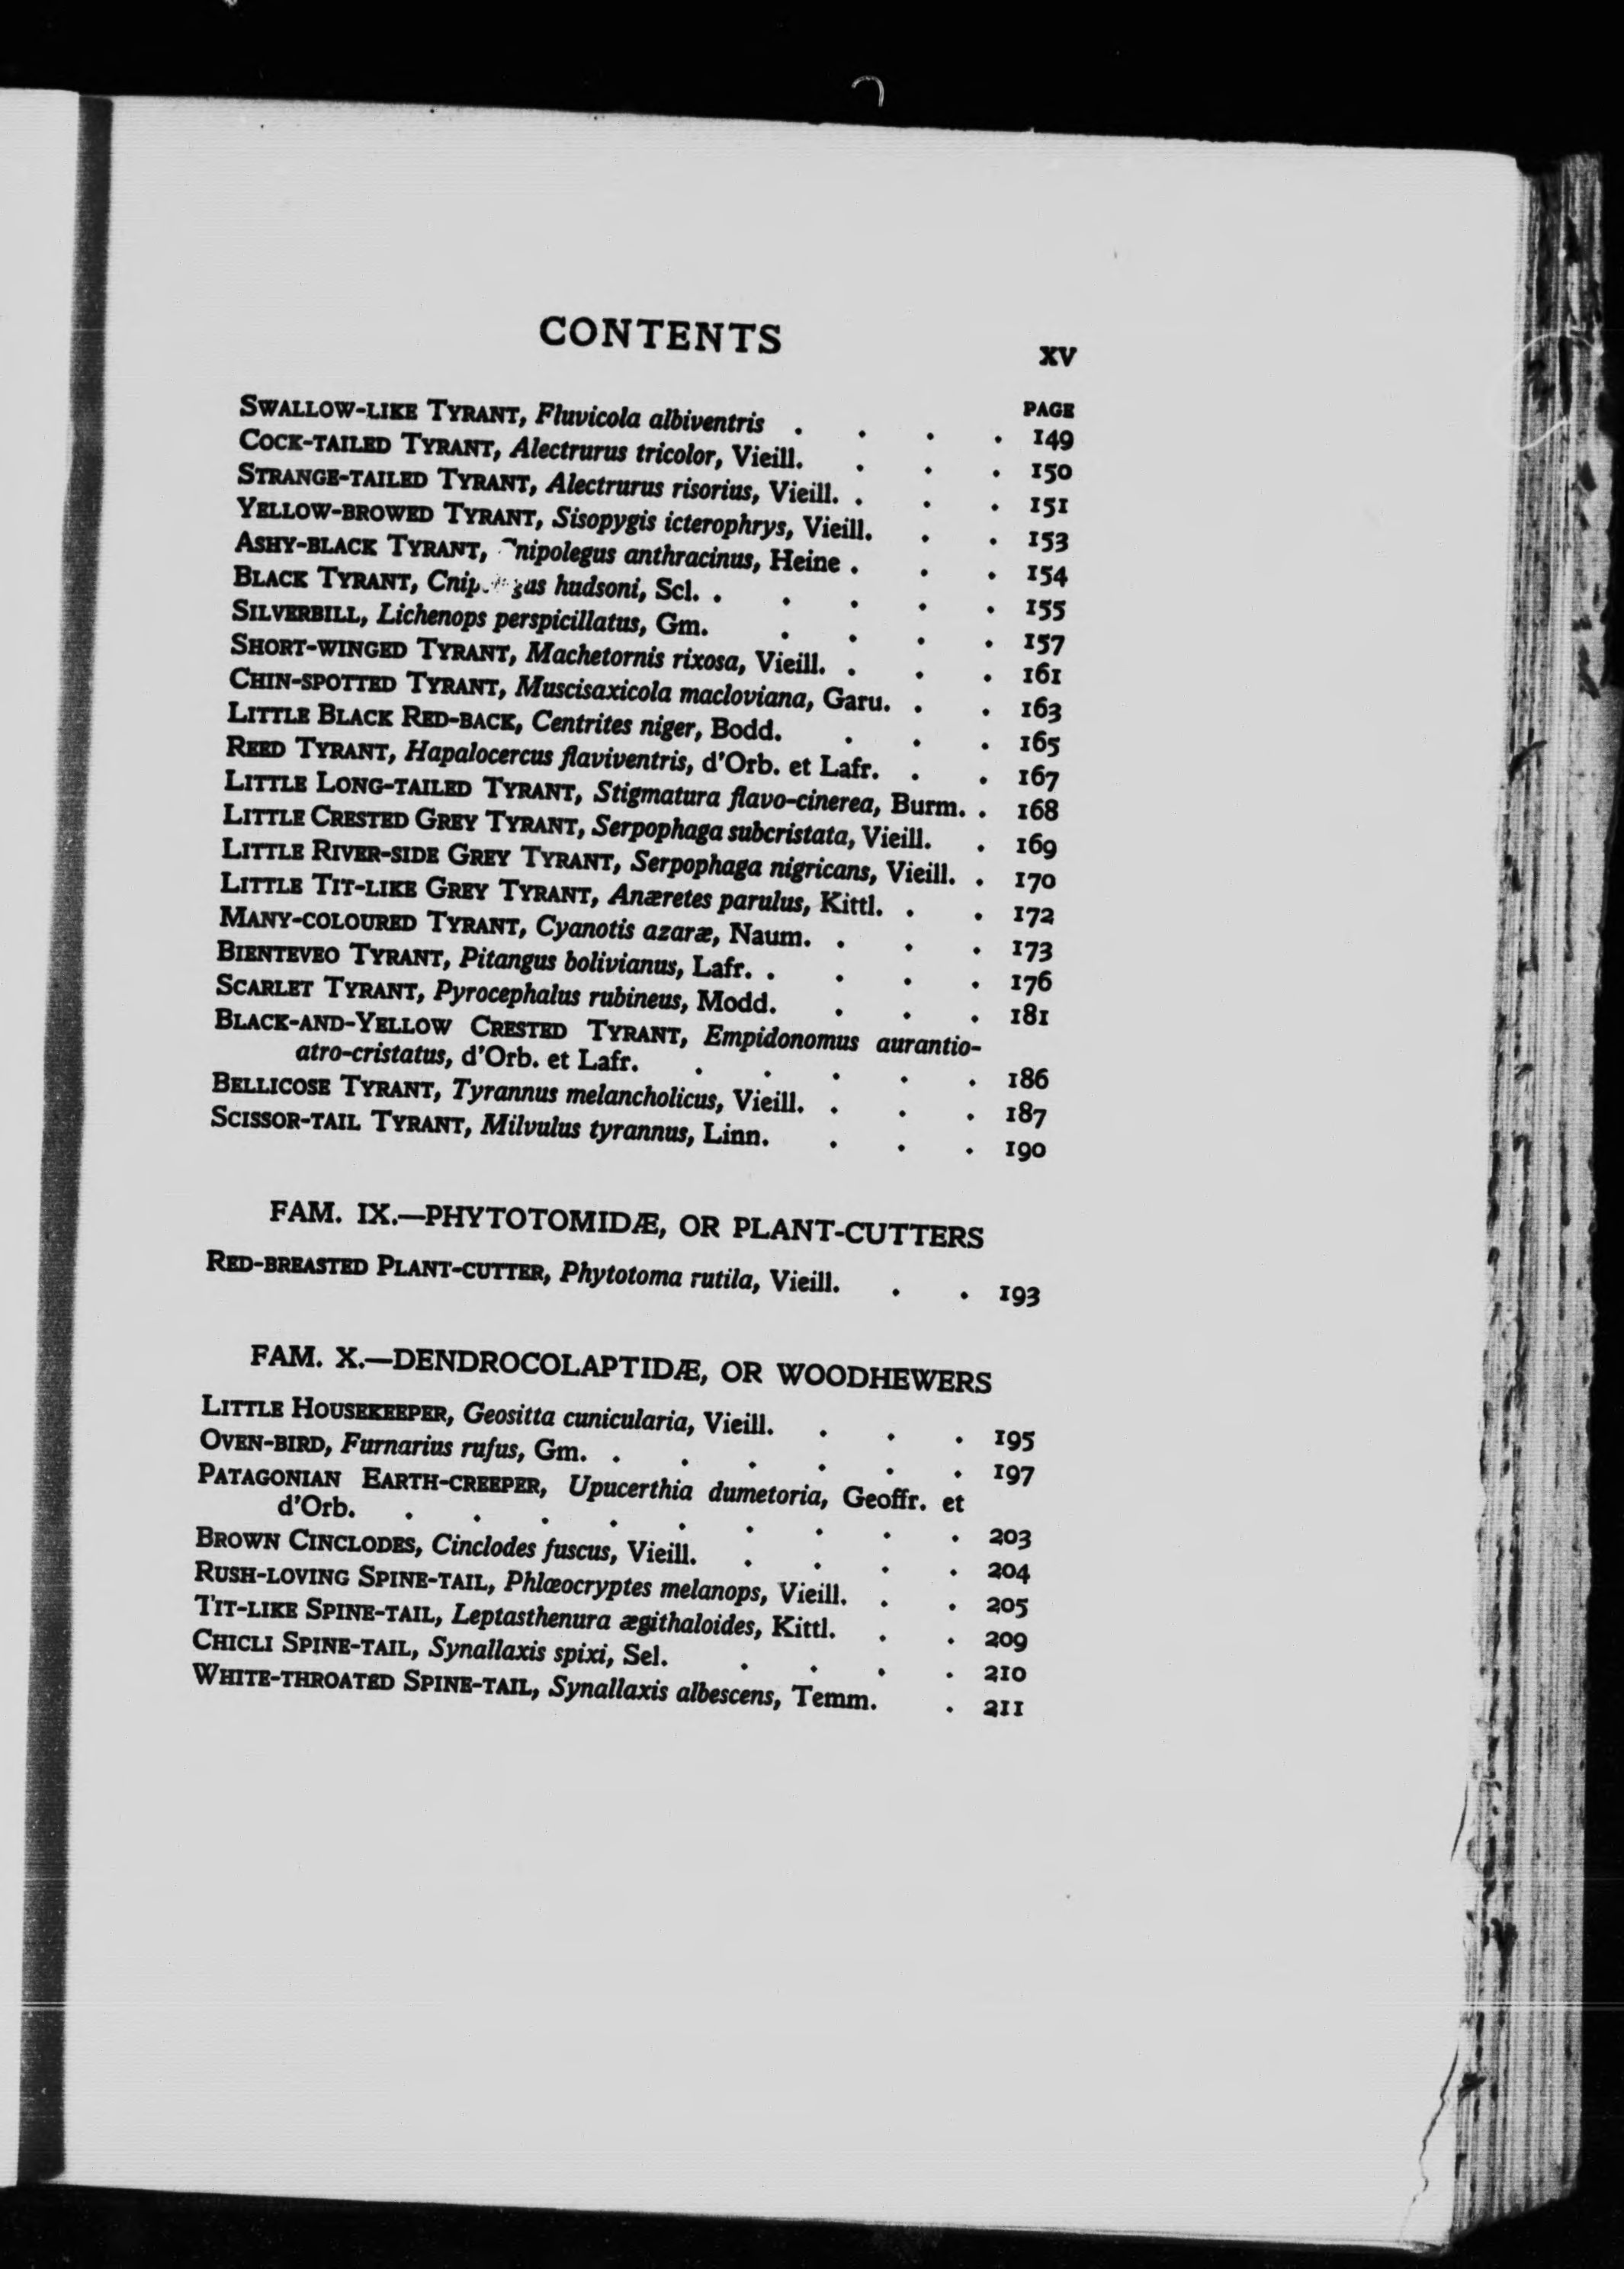 CONTENTS XV
PAGE
SWALLOW-LIKE TYRANT, Fluvicola albiventris . . . . 149
COCK-TAILED TYRANT, Alectrurus tricolor, Vieill. . . . 150
STRANGE-TAILED TYRANT, Alectrurus risorius, Vieill. . . . 151
YELLOW-BROWED TYRANT, Sisopygis icterophrys, Vieill. . . 153
ASHY-BLACK TYRANT, nipolegus anthracinus, Heine . . . 154
BLACK TYRANT, hudsoni, Scl. . . . . . 155
SILVERBILL, Lichenops perspicillatus, Gm. . . . . 157
SHORT-WINGED TYRANT, Machetornis rixosa, Vieill. . . . 161
CHIN-SPOTTED TYRANT, Muscisaxicola macloviana, Garu. . . 163
LITTLE BLACK RED-BACK, Centrites niger, Bodd. . . . 165
REED TYRANT, Hapalocercus flaviventris, d'Orb. et Lafr. . . 167
LITTLE LONG-TAILED TYRANT, Stigmatura flavo-cinerea, Burm. . 168
LITTLE CRESTED GREY TYRANT, Serpophaga subcristata, Vieill. . 169
LITTLE RIVER-SIDE GREY TYRANT, Serpophaga nigricans, Vieill. . 170
LITTLE TIT-LIKE GREY TYRANT, Anæretes parulus, Kittl. . . 172
MANY-COLOURED TYRANT, Cyanotis azaræ, Naum. . . . 173
BIENTEVEO TYRANT, Pitangus bolivianus, Lafr. . . . . 176
SCARLET TYRANT, Pyrocephalus rubineus, Modd. . . . 181
BLACK-AND-YELLOW CRESTED TYRANT, Empidonomus aurantio-
atro-cristatus, d'Orb. et Lafr. . . . . . 186
BELLICOSE TYRANT, Tyrannus melancholicus, Vieill. . . . 187
SCISSOR-TAIL TYRANT, Milvulus tyrannus, Linn. . . . 190
FAM. IX.—PHYTOTOMIDÆ, OR PLANT-CUTTERS
RED-BREASTED PLANT-CUTTER, Phytotoma rutila, Vieill. . . 193
FAM. X.—DENDROCOLAPTIDÆ, OR WOODHEWERS
LITTLE HOUSEKEEPER, Geositta cunicularia, Vieill. . . . 195
OVEN-BIRD, Furnarius rufus, Gm. . . . . . . 197
PATAGONIAN EARTH-CREEPER, Upucerthia dumetoria, Geoffr. et
d'Orb. . . . . . . . . . 203
BROWN CINCLODES, Cinclodes fuscus, Vieill. . . . . 204
RUSH-LOVING SPINE-TAIL, Phlœocryptes melanops, Vieill. . . 205
TIT-LIKE SPINE-TAIL, Leptasthenura ægithaloides, Kittl. . . 209
CHICLI SPINE-TAIL, Synallaxis spixi, Sel. . . . . 210
WHITE-THROATED SPINE-TAIL, Synallaxis albescens, Temm. . 211